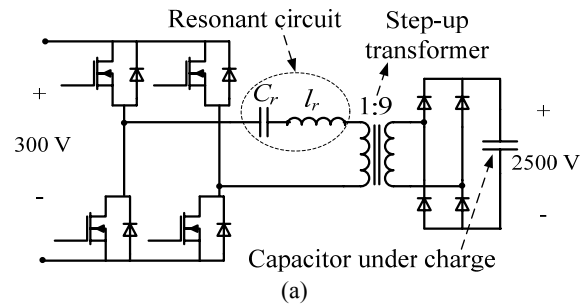 Resonant circuit
Step-up
transformer
Cr
lr
1:9
+
300 V
-
+
2500 V
-
Capacitor under charge
(a)